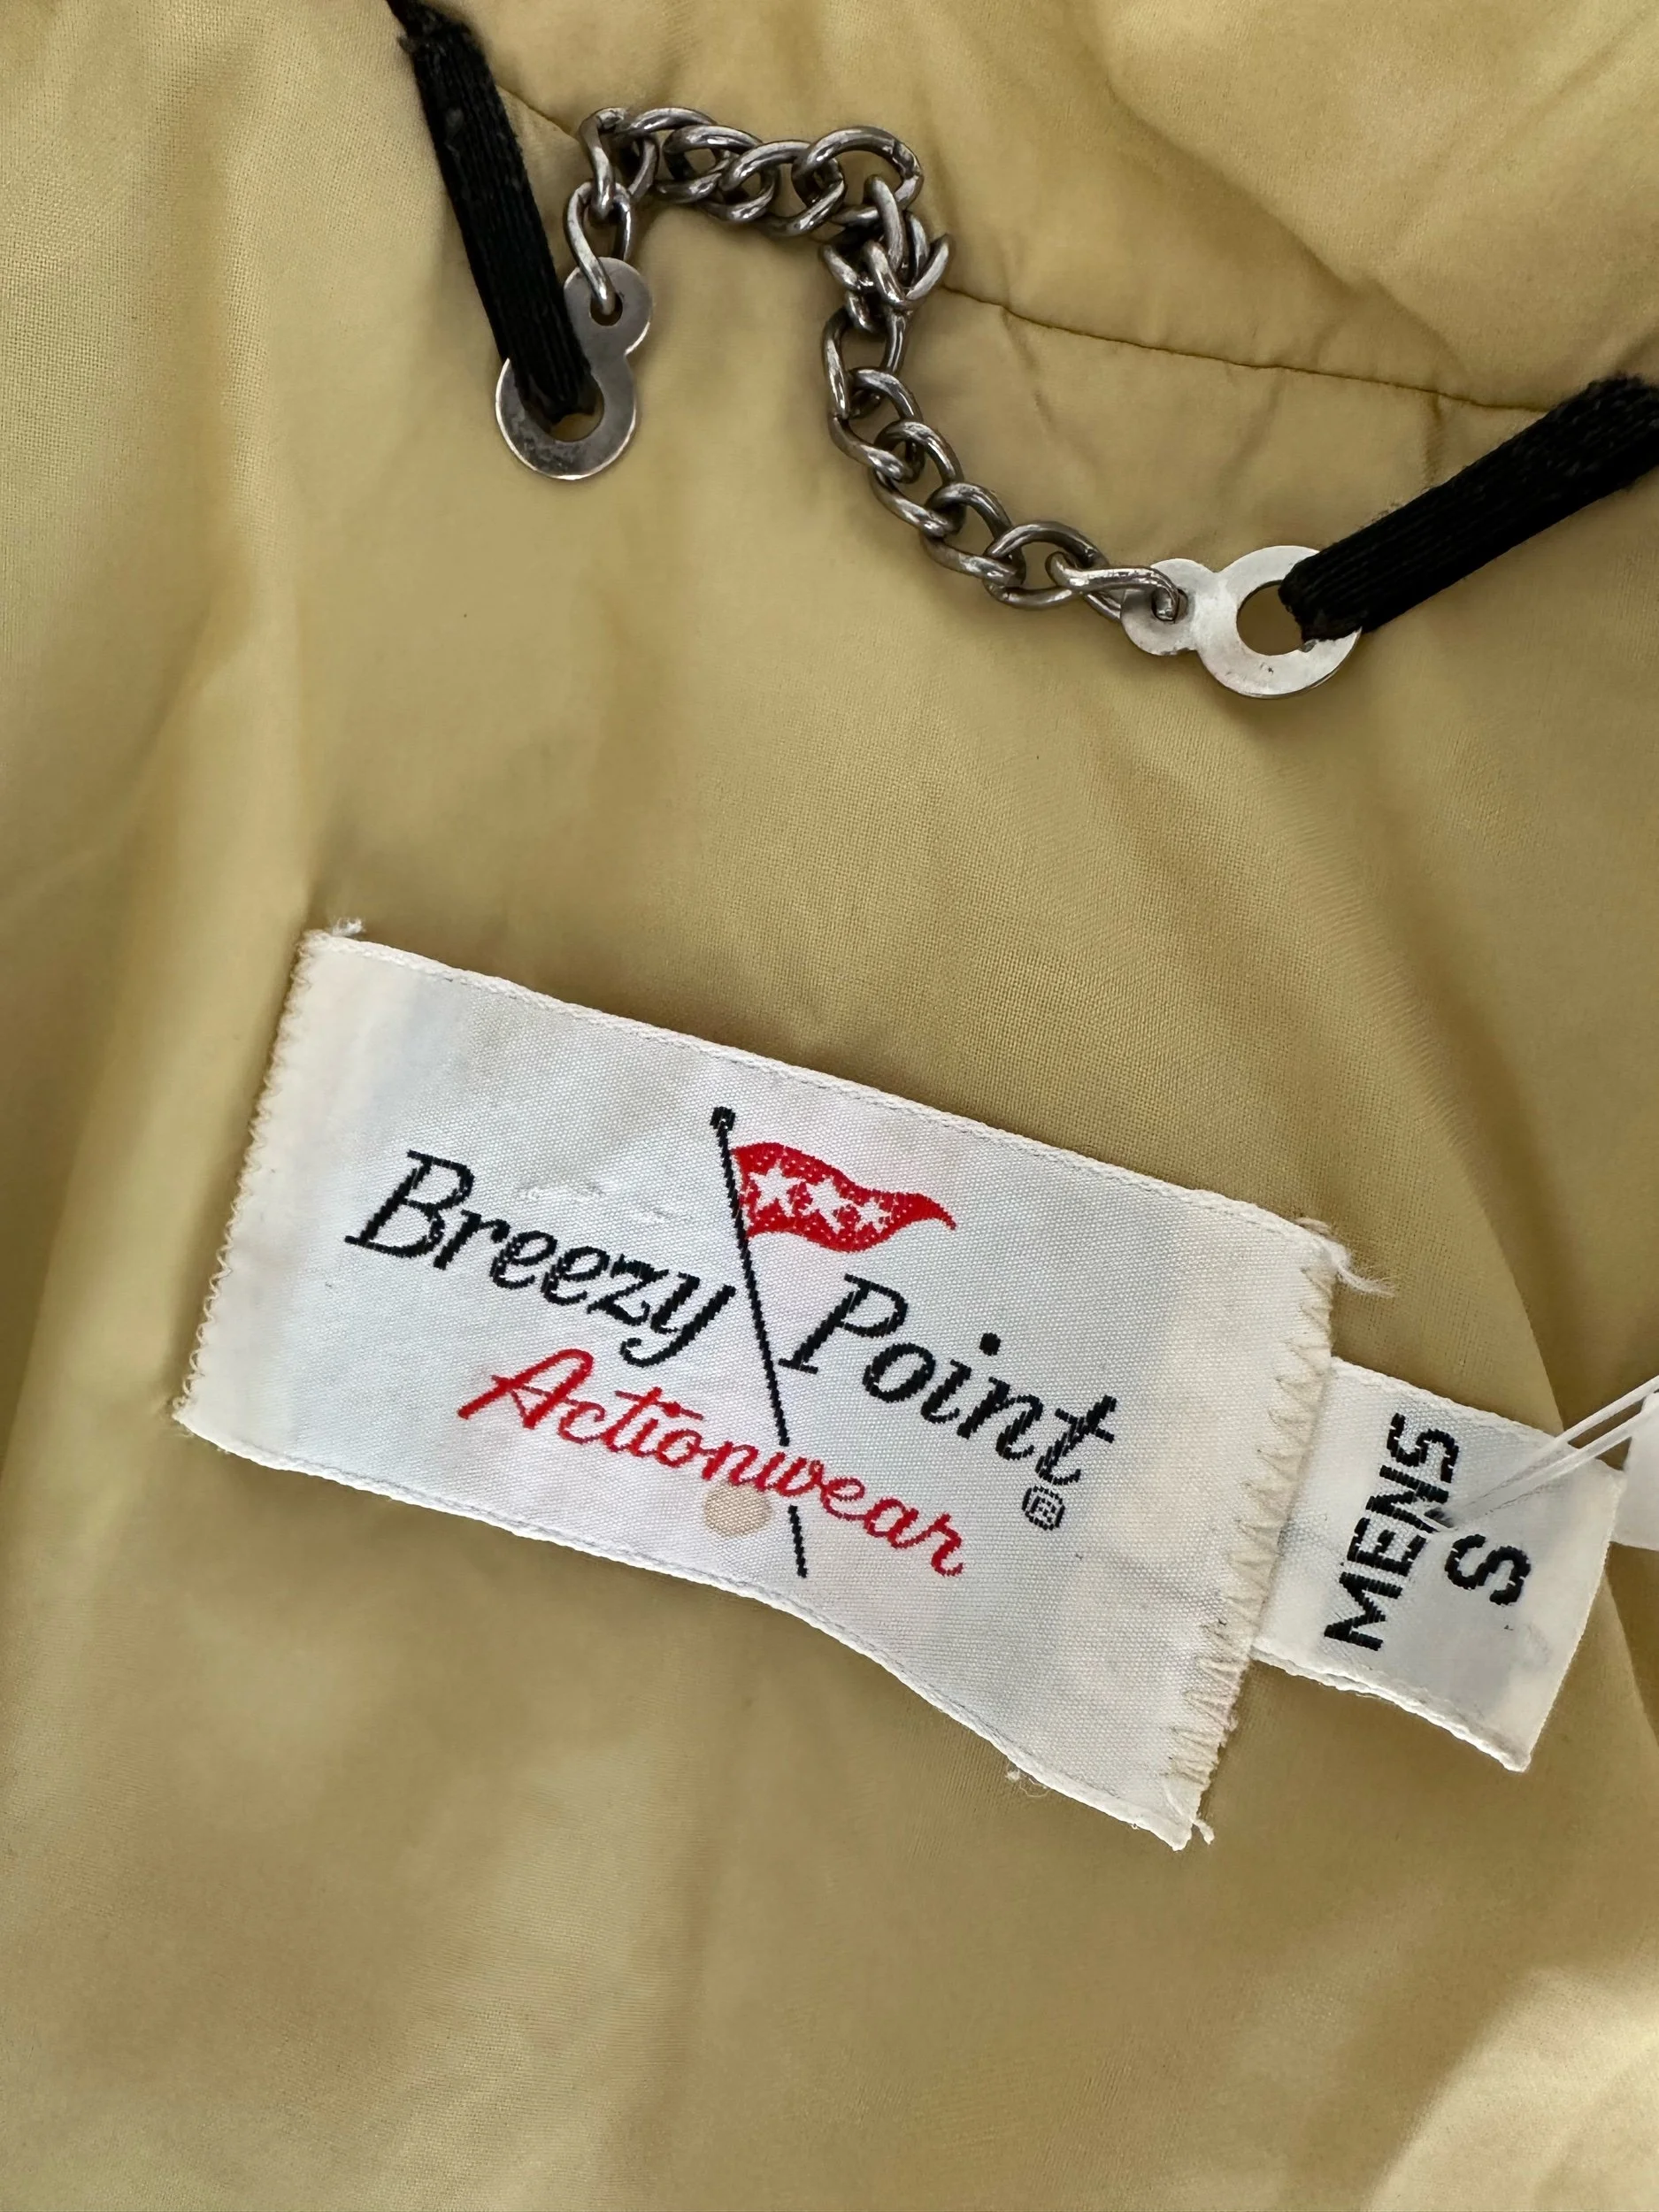 Breezy Point®
Actionwear
MENS
S